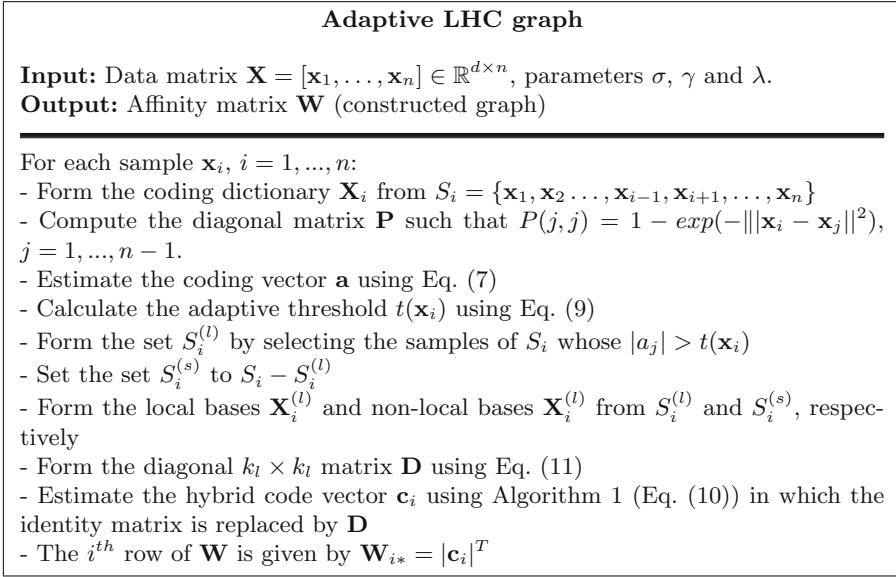 Adaptive LHC graph
Input: Data matrix X = [x₁, . . . , xₙ] ∈ ℝ^{d×n}, parameters σ, γ and λ.
Output: Affinity matrix W (constructed graph)
For each sample xᵢ, i = 1, ..., n:
- Form the coding dictionary Xᵢ from Sᵢ = {x₁, x₂ . . . , xᵢ₋₁, xᵢ₊₁, . . . , xₙ}
- Compute the diagonal matrix P such that P(j, j) = 1 − exp(−|||xᵢ − xⱼ||²),
j = 1, ..., n − 1.
- Estimate the coding vector a using Eq. (7)
- Calculate the adaptive threshold t(xᵢ) using Eq. (9)
- Form the set Sᵢ^{(l)} by selecting the samples of Sᵢ whose |aⱼ| > t(xᵢ)
- Set the set Sᵢ^{(s)} to Sᵢ − Sᵢ^{(l)}
- Form the local bases Xᵢ^{(l)} and non-local bases Xᵢ^{(l)} from Sᵢ^{(l)} and Sᵢ^{(s)}, respec-
tively
- Form the diagonal kₗ × kₗ matrix D using Eq. (11)
- Estimate the hybrid code vector cᵢ using Algorithm 1 (Eq. (10)) in which the
identity matrix is replaced by D
- The i^{th} row of W is given by W_{i∗} = |cᵢ|^T